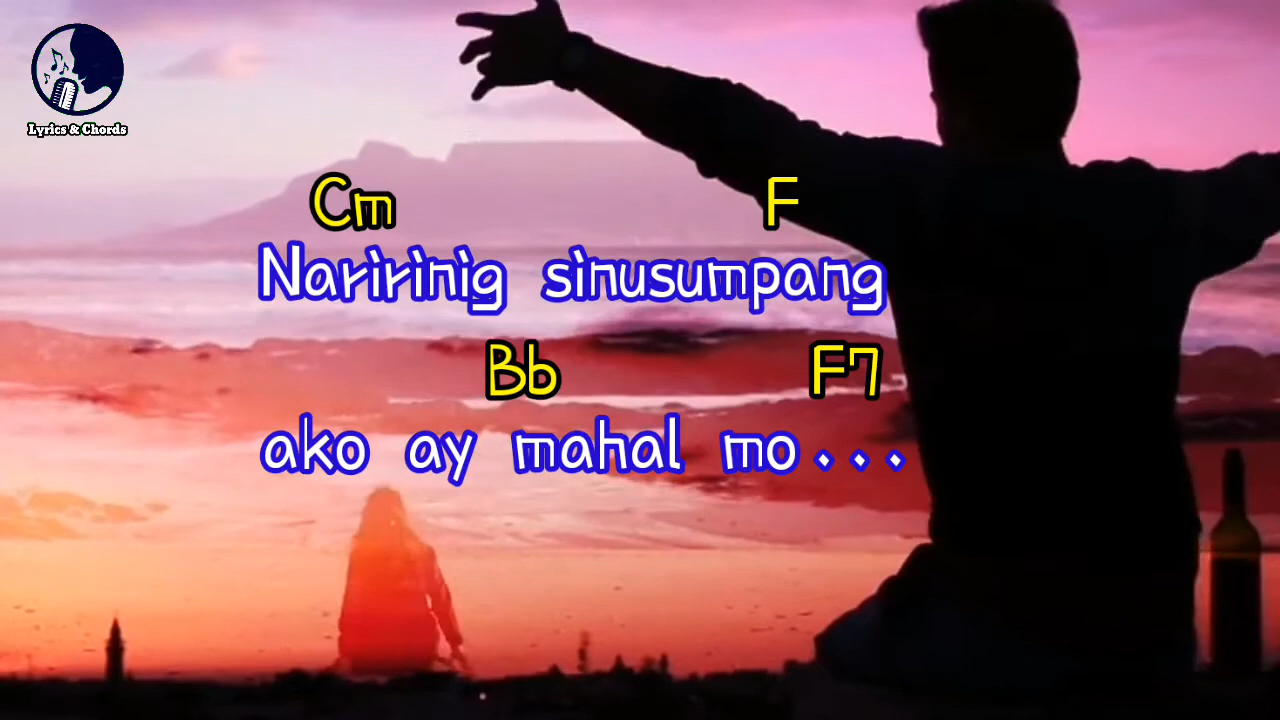 Lyrics & Chords
Cm F
Naririnig sinusumpang
Bb F7
ako ay mahal mo...